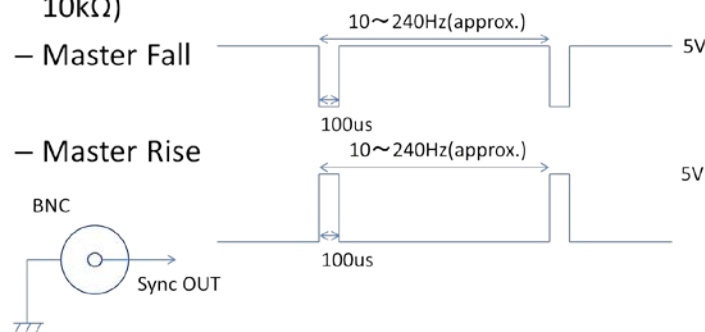 10kΩ)
10～240Hz(approx.)
– Master Fall
5V
100us
– Master Rise
10～240Hz(approx.)
5V
BNC
100us
Sync OUT